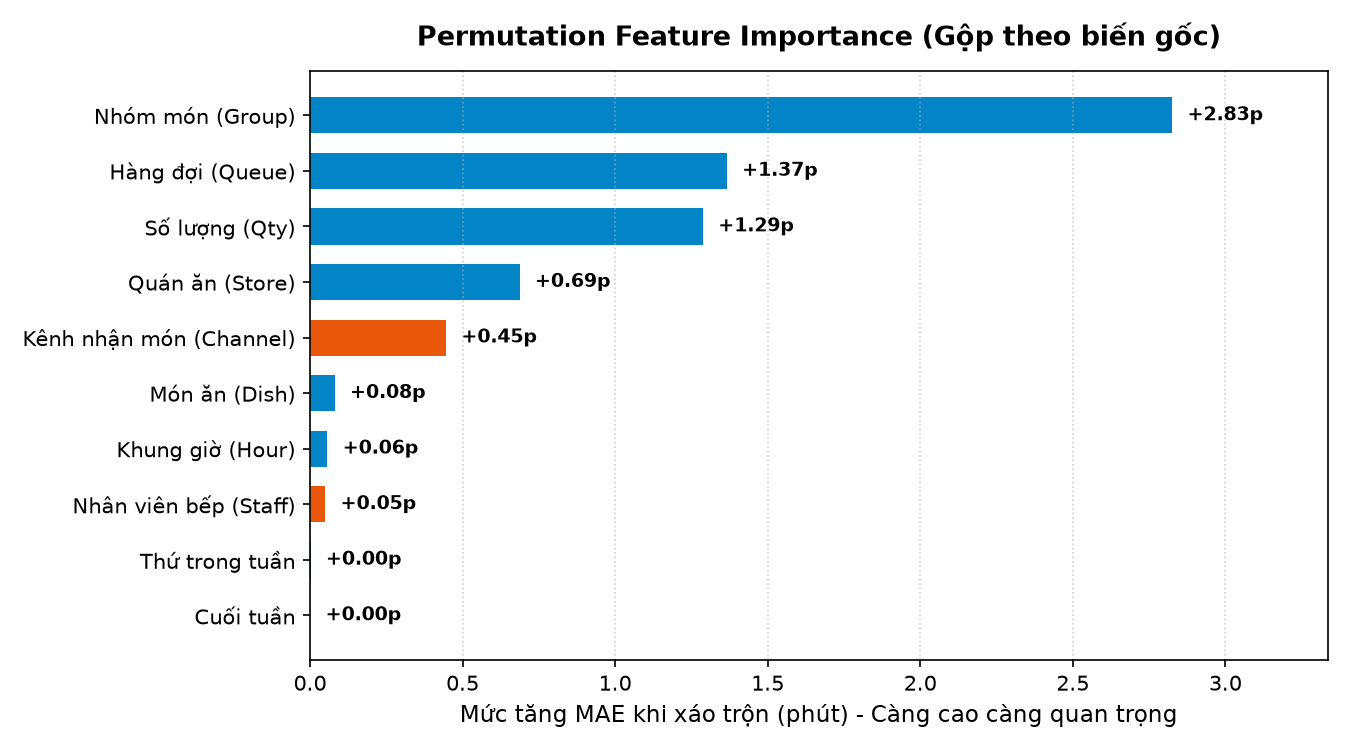 Permutation Feature Importance (Gộp theo biến gốc)
Nhóm món (Group)
+2.83p
Hàng đợi (Queue)
+1.37p
Số lượng (Qty)
+1.29p
Quán ăn (Store)
+0.69p
Kênh nhận món (Channel)
+0.45p
Món ăn (Dish)
+0.08p
Khung giờ (Hour)
+0.06p
Nhân viên bếp (Staff)
+0.05p
Thứ trong tuần
+0.00p
Cuối tuần
+0.00p
0.0 0.5 1.0 1.5 2.0 2.5 3.0
Mức tăng MAE khi xáo trộn (phút) - Càng cao càng quan trọng